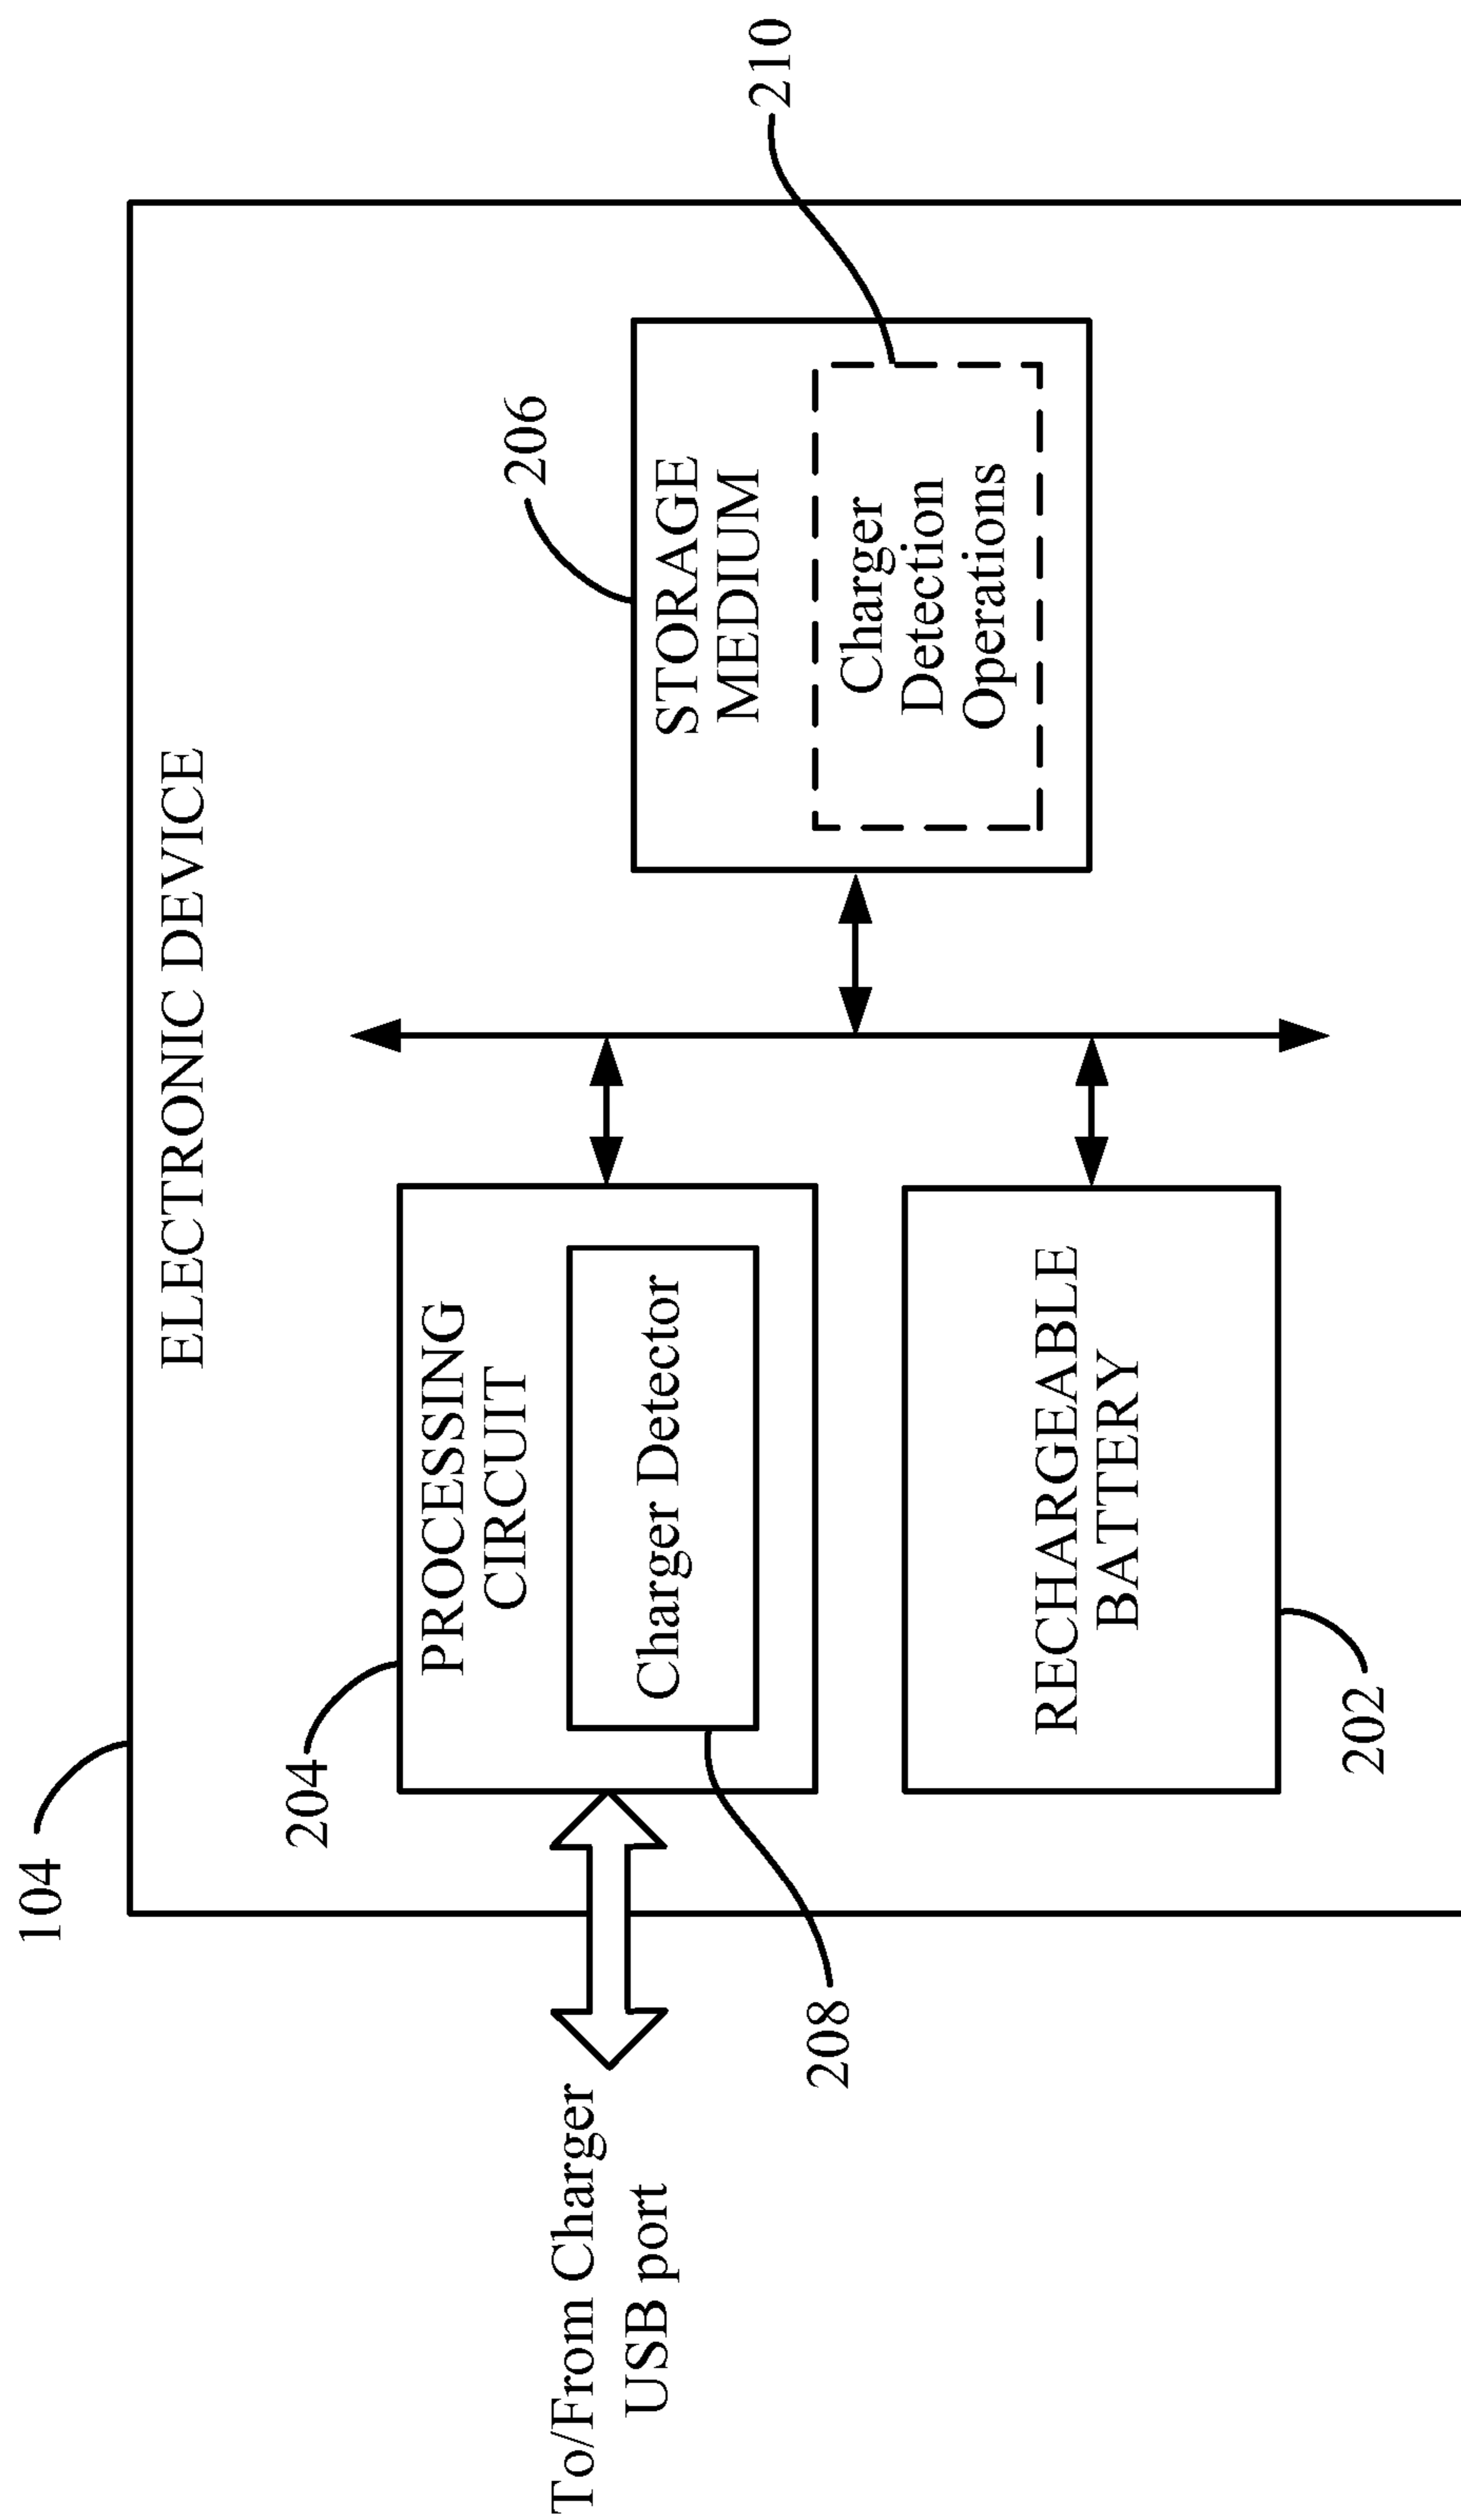 104
ELECTRONIC DEVICE
204
PROCESSING
CIRCUIT
Charger Detector
To/From Charger
USB port
208
206
STORAGE
MEDIUM
Charger
Detection
Operations
210
RECHARGEABLE
BATTERY
202